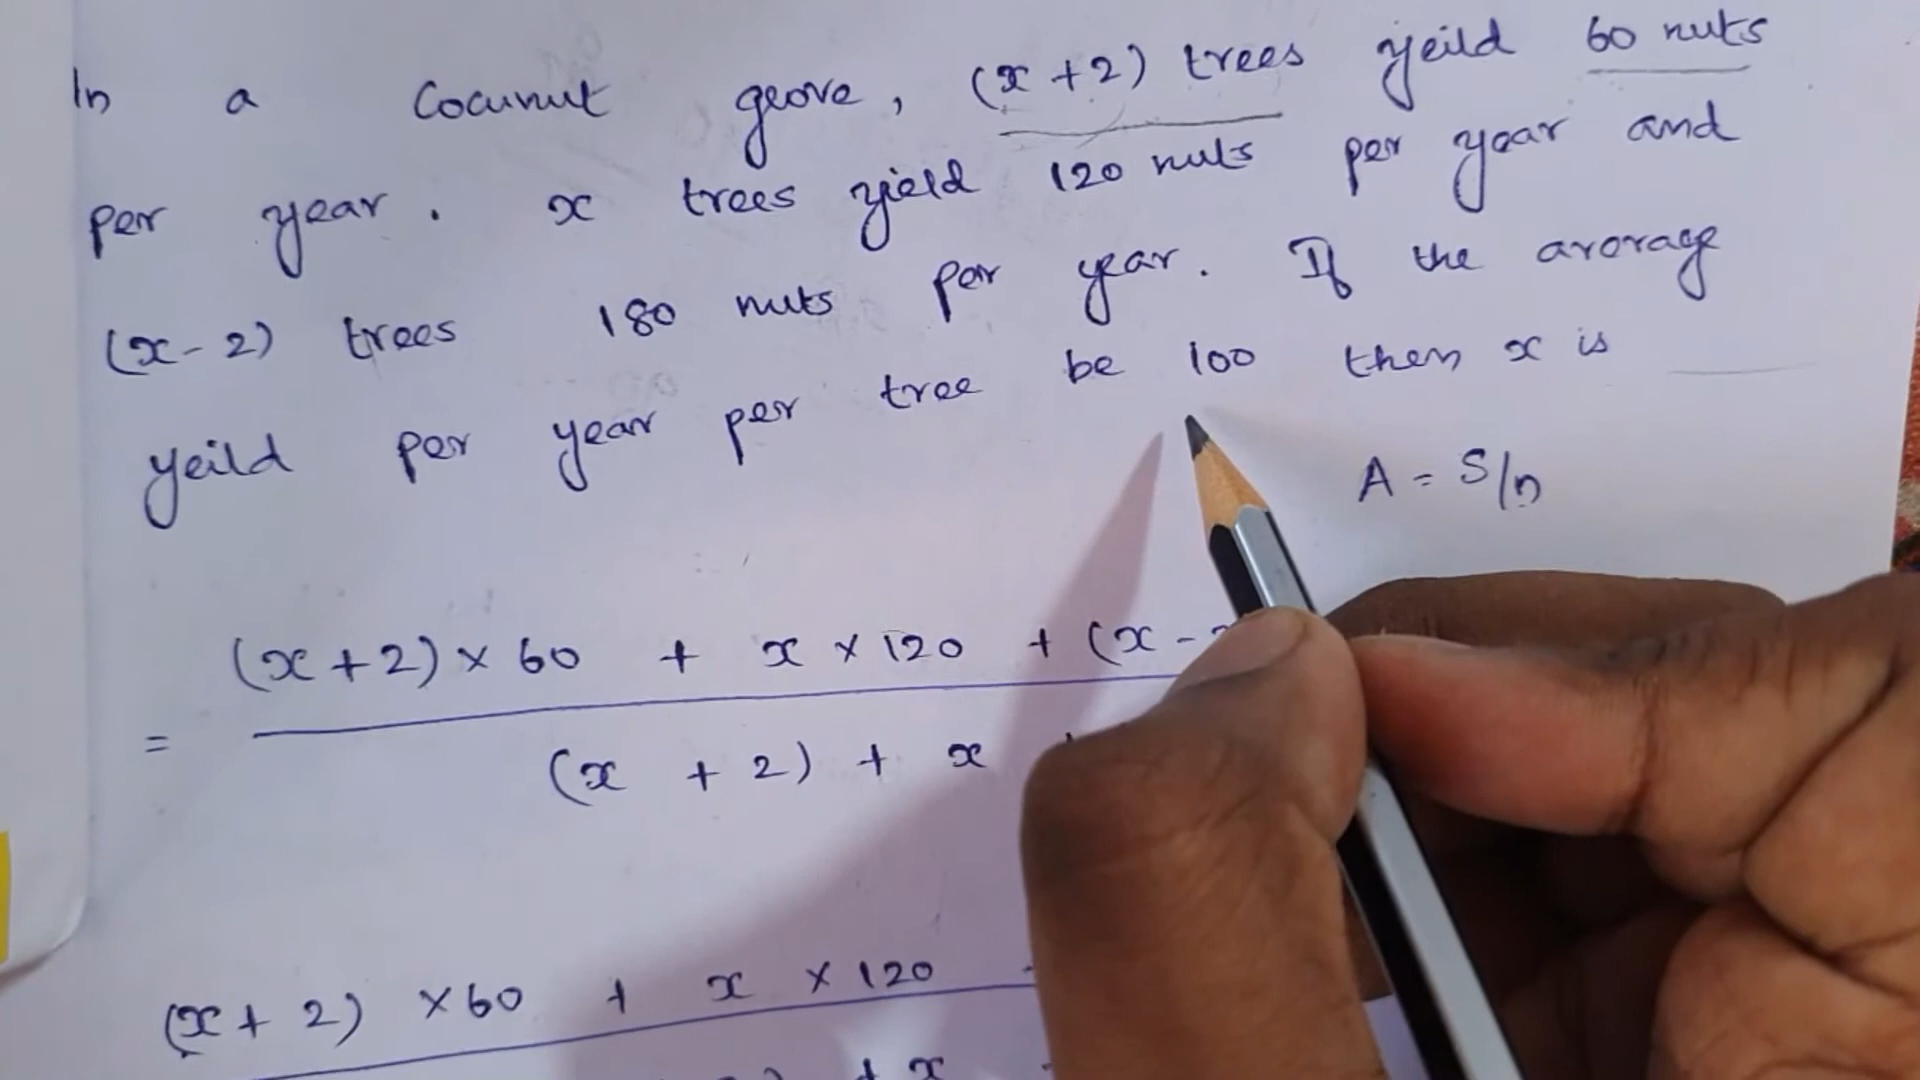 In a Cocunut geove, (x+2) trees yeild 60 nuts
per year. x trees yield 120 nuts per year and
(x-2) trees 180 nuts per year. If the average
yeild per year per tree be 100 then x is
A = S/n
(x+2) × 60 + x × 120 + (x-
=
(x + 2) + x
(x+ 2) × 60 + x × 120
+ x